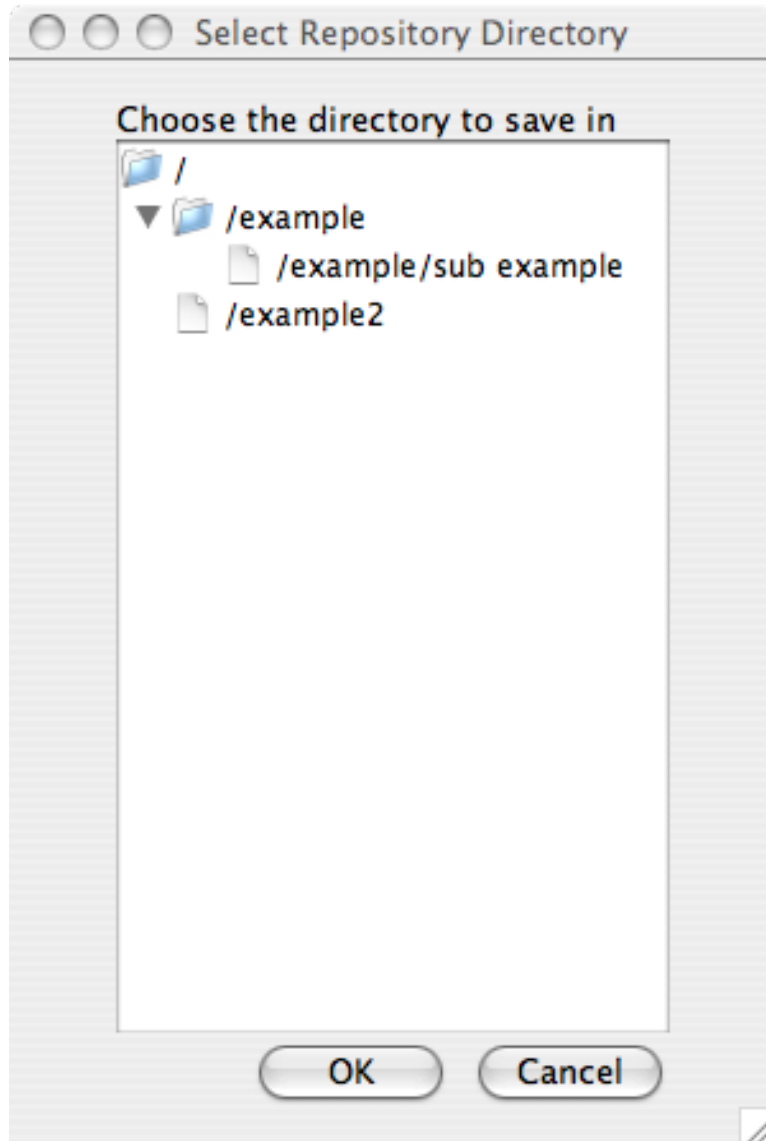 Select Repository Directory
Choose the directory to save in
/
/example
/example/sub example
/example2
OK Cancel